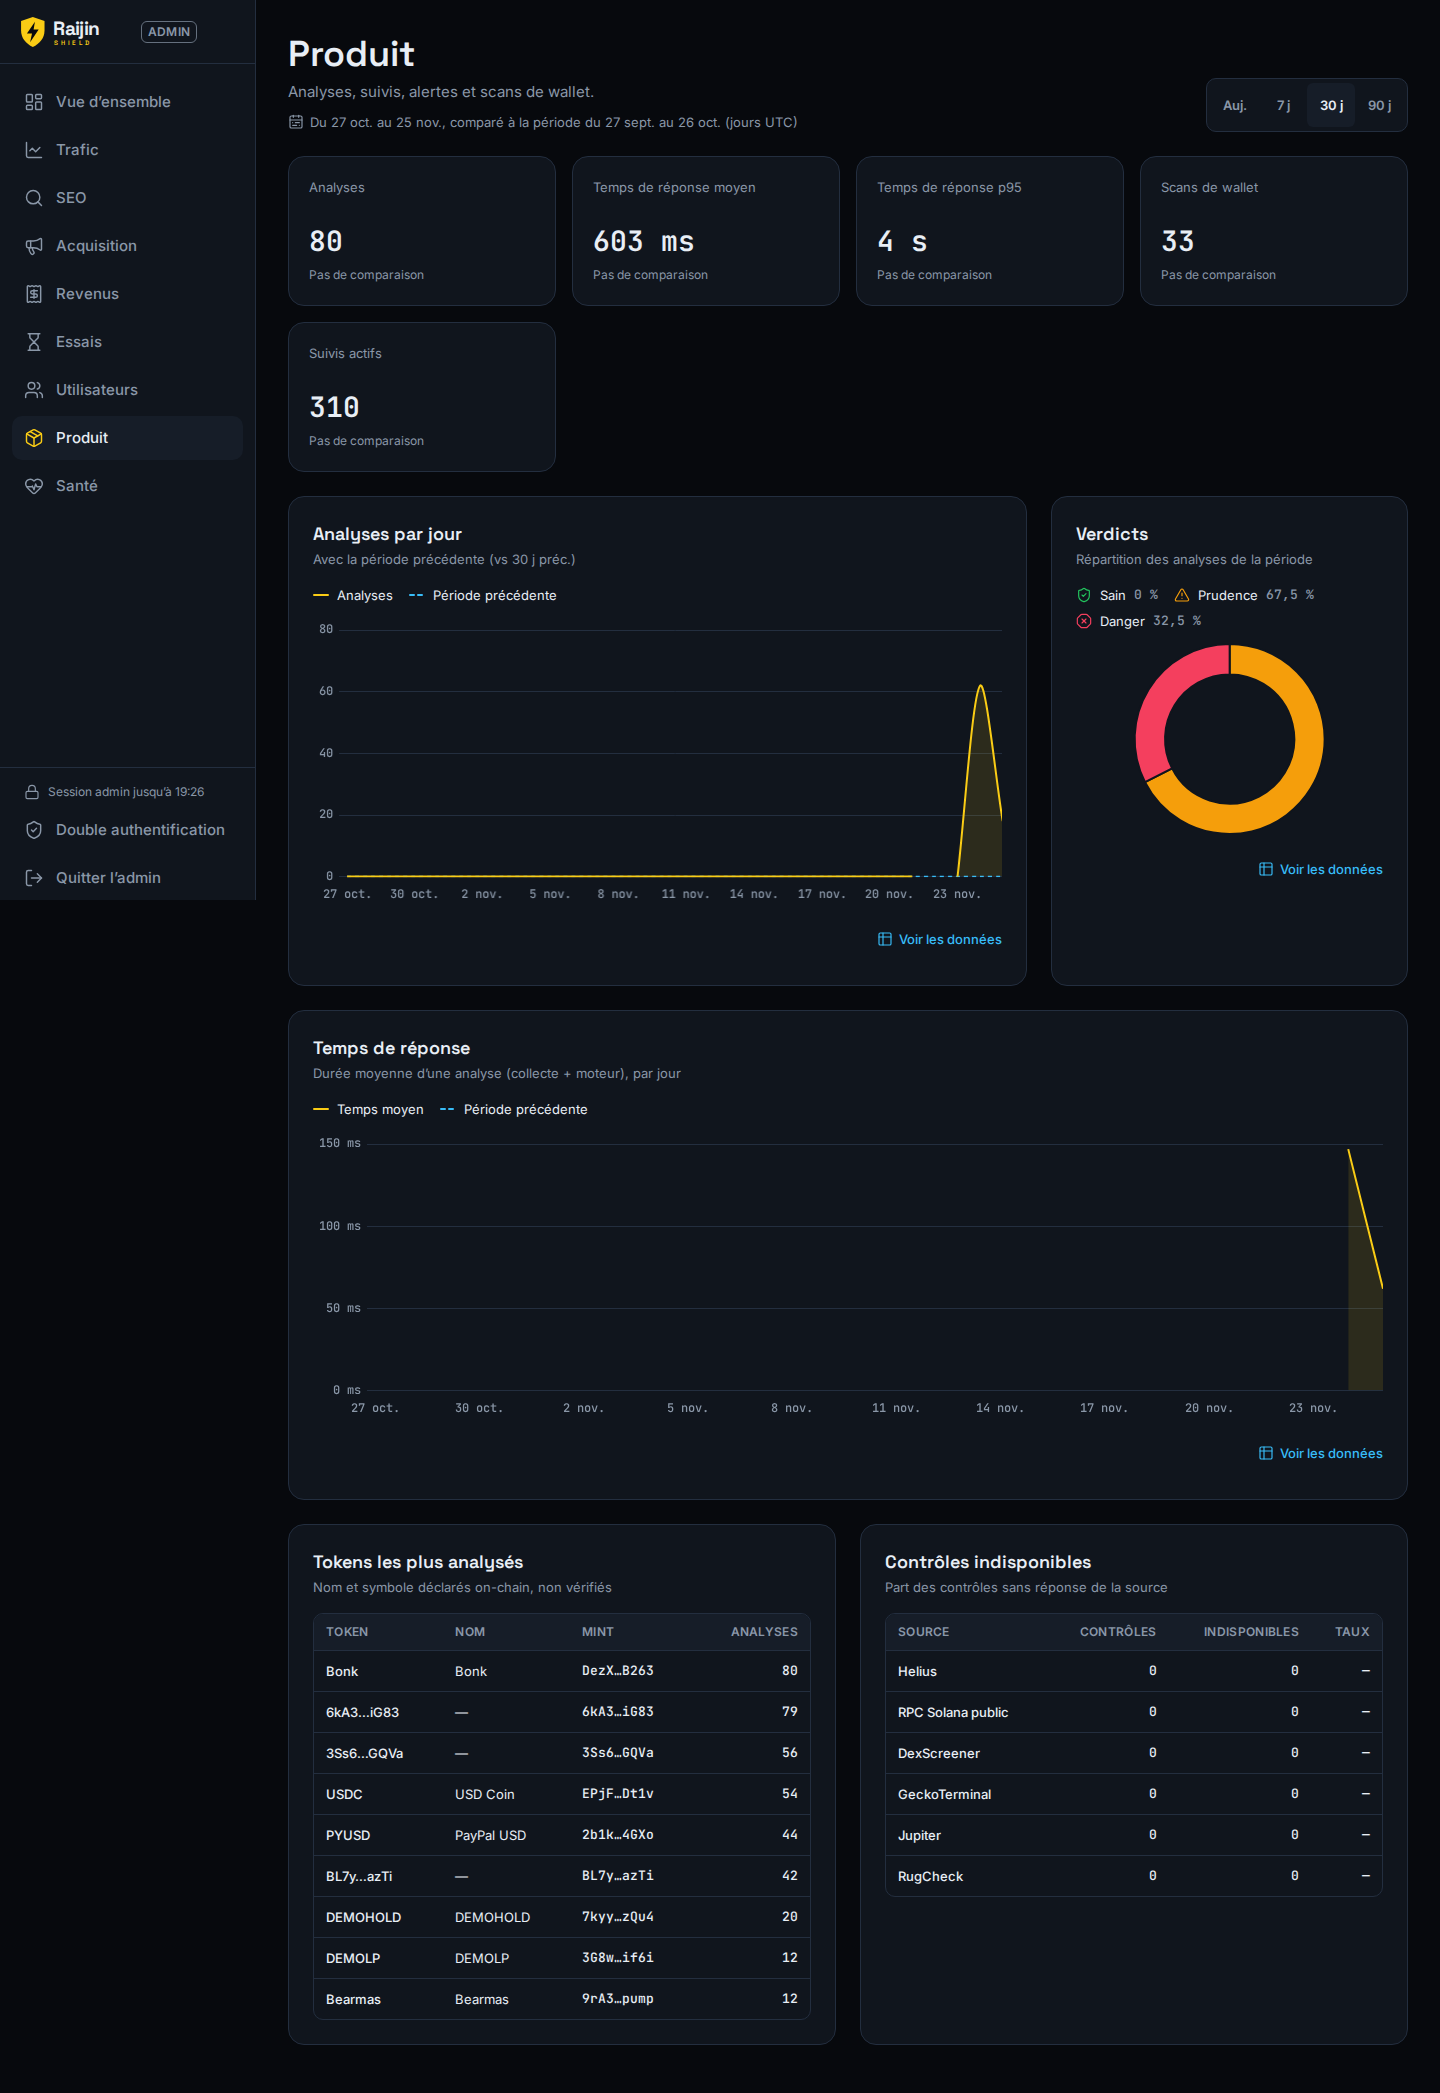 Raijin
SHIELD
ADMIN
Vue d’ensemble
Trafic
SEO
Acquisition
Revenus
Essais
Utilisateurs
Produit
Santé
Session admin jusqu’à 19:26
Double authentification
Quitter l’admin
Produit
Analyses, suivis, alertes et scans de wallet.
Du 27 oct. au 25 nov., comparé à la période du 27 sept. au 26 oct. (jours UTC)
Auj. 7 j 30 j 90 j
Analyses
80
Pas de comparaison
Temps de réponse moyen
603 ms
Pas de comparaison
Temps de réponse p95
4 s
Pas de comparaison
Scans de wallet
33
Pas de comparaison
Suivis actifs
310
Pas de comparaison
Analyses par jour
Avec la période précédente (vs 30 j préc.)
Analyses Période précédente
80
60
40
20
0
27 oct. 30 oct. 2 nov. 5 nov. 8 nov. 11 nov. 14 nov. 17 nov. 20 nov. 23 nov.
Voir les données
Verdicts
Répartition des analyses de la période
Sain 0 % Prudence 67,5 %
Danger 32,5 %
Voir les données
Temps de réponse
Durée moyenne d’une analyse (collecte + moteur), par jour
Temps moyen Période précédente
150 ms
100 ms
50 ms
0 ms
27 oct. 30 oct. 2 nov. 5 nov. 8 nov. 11 nov. 14 nov. 17 nov. 20 nov. 23 nov.
Voir les données
Tokens les plus analysés
Nom et symbole déclarés on-chain, non vérifiés
TOKEN NOM MINT ANALYSES
Bonk Bonk DezX…B263 80
6kA3…iG83 — 6kA3…iG83 79
3Ss6…GQVa — 3Ss6…GQVa 56
USDC USD Coin EPjF…Dt1v 54
PYUSD PayPal USD 2b1k…4GXo 44
BL7y…azTi — BL7y…azTi 42
DEMOHOLD DEMOHOLD 7kyy…zQu4 20
DEMOLP DEMOLP 3G8w…if6i 12
Bearmas Bearmas 9rA3…pump 12
Contrôles indisponibles
Part des contrôles sans réponse de la source
SOURCE CONTRÔLES INDISPONIBLES TAUX
Helius 0 0 —
RPC Solana public 0 0 —
DexScreener 0 0 —
GeckoTerminal 0 0 —
Jupiter 0 0 —
RugCheck 0 0 —